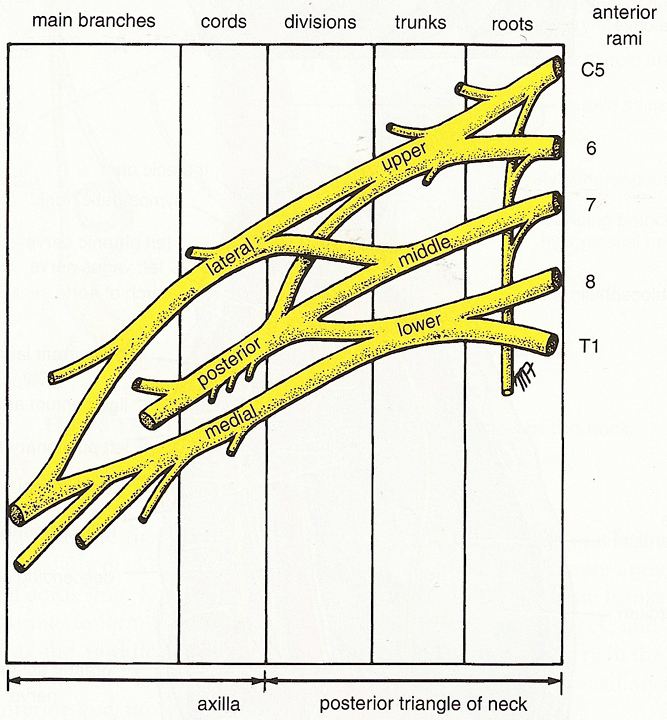 main branches
cords
divisions
trunks
roots
anterior
rami
C5
6
7
8
T1
upper
middle
lower
lateral
posterior
medial
axilla
posterior triangle of neck